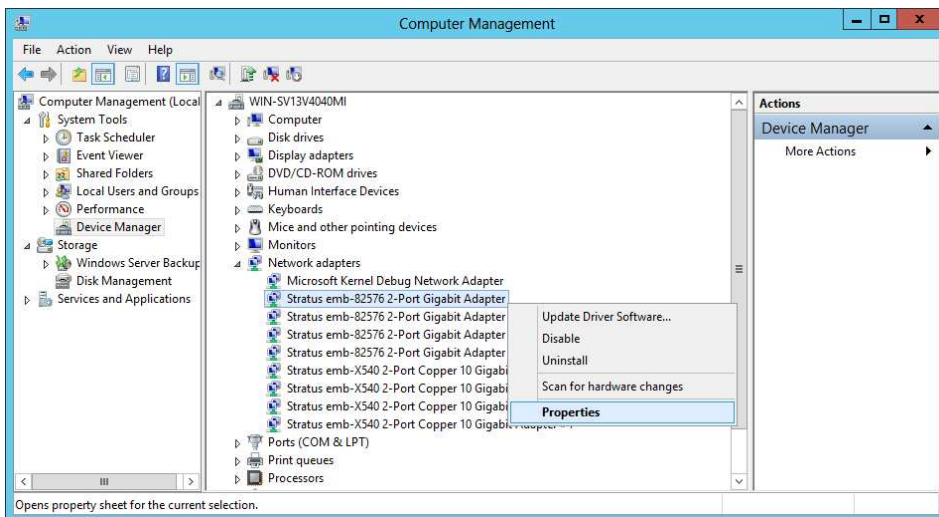 Computer Management
File Action View Help
Computer Management (Local
System Tools
Task Scheduler
Event Viewer
Shared Folders
Local Users and Groups
Performance
Device Manager
Storage
Windows Server Backup
Disk Management
Services and Applications
WIN-SV13V4040MI
Computer
Disk drives
Display adapters
DVD/CD-ROM drives
Human Interface Devices
Keyboards
Mice and other pointing devices
Monitors
Network adapters
Microsoft Kernel Debug Network Adapter
Stratus emb-82576 2-Port Gigabit Adapter
Stratus emb-82576 2-Port Gigabit Adapter
Stratus emb-82576 2-Port Gigabit Adapter
Stratus emb-82576 2-Port Gigabit Adapter
Stratus emb-X540 2-Port Copper 10 Gigabi
Stratus emb-X540 2-Port Copper 10 Gigabi
Stratus emb-X540 2-Port Copper 10 Gigabi
Stratus emb-X540 2-Port Copper 10 Gigabit
Ports (COM & LPT)
Print queues
Processors
Update Driver Software...
Disable
Uninstall
Scan for hardware changes
Properties
Actions
Device Manager
More Actions
Opens property sheet for the current selection.